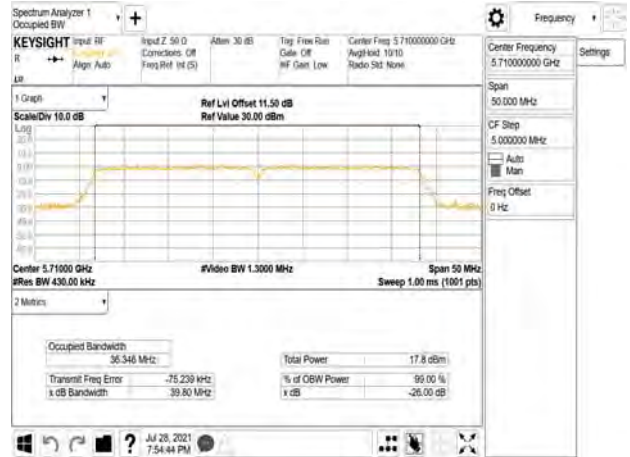 Spectrum Analyzer 1
Occupied BW
Frequency
KEYSIGHT
Input: RF
Input Z: 50 Ω
Atten: 30 dB
Trig: Free Run
Center Freq: 5.710000000 GHz
R
Corrections: Off
Gate: Off
Avg|Hold: 10/10
Align: Auto
Freq Ref: Int (S)
#IF Gain: Low
Radio Std: None
Center Frequency
5.710000000 GHz
Settings
Span
50.000 MHz
CF Step
5.000000 MHz
Auto
Man
Freq Offset
0 Hz
1 Graph
Ref Lvl Offset 11.50 dB
Scale/Div 10.0 dB
Ref Value 30.00 dBm
Log
Center 5.71000 GHz
#Video BW 1.3000 MHz
Span 50 MHz
#Res BW 430.00 kHz
Sweep 1.00 ms (1001 pts)
2 Metrics
Occupied Bandwidth
36.346 MHz
Total Power
17.8 dBm
Transmit Freq Error
-75.239 kHz
% of OBW Power
99.00 %
x dB Bandwidth
39.80 MHz
x dB
-26.00 dB
?
Jul 28, 2021
7:54:44 PM